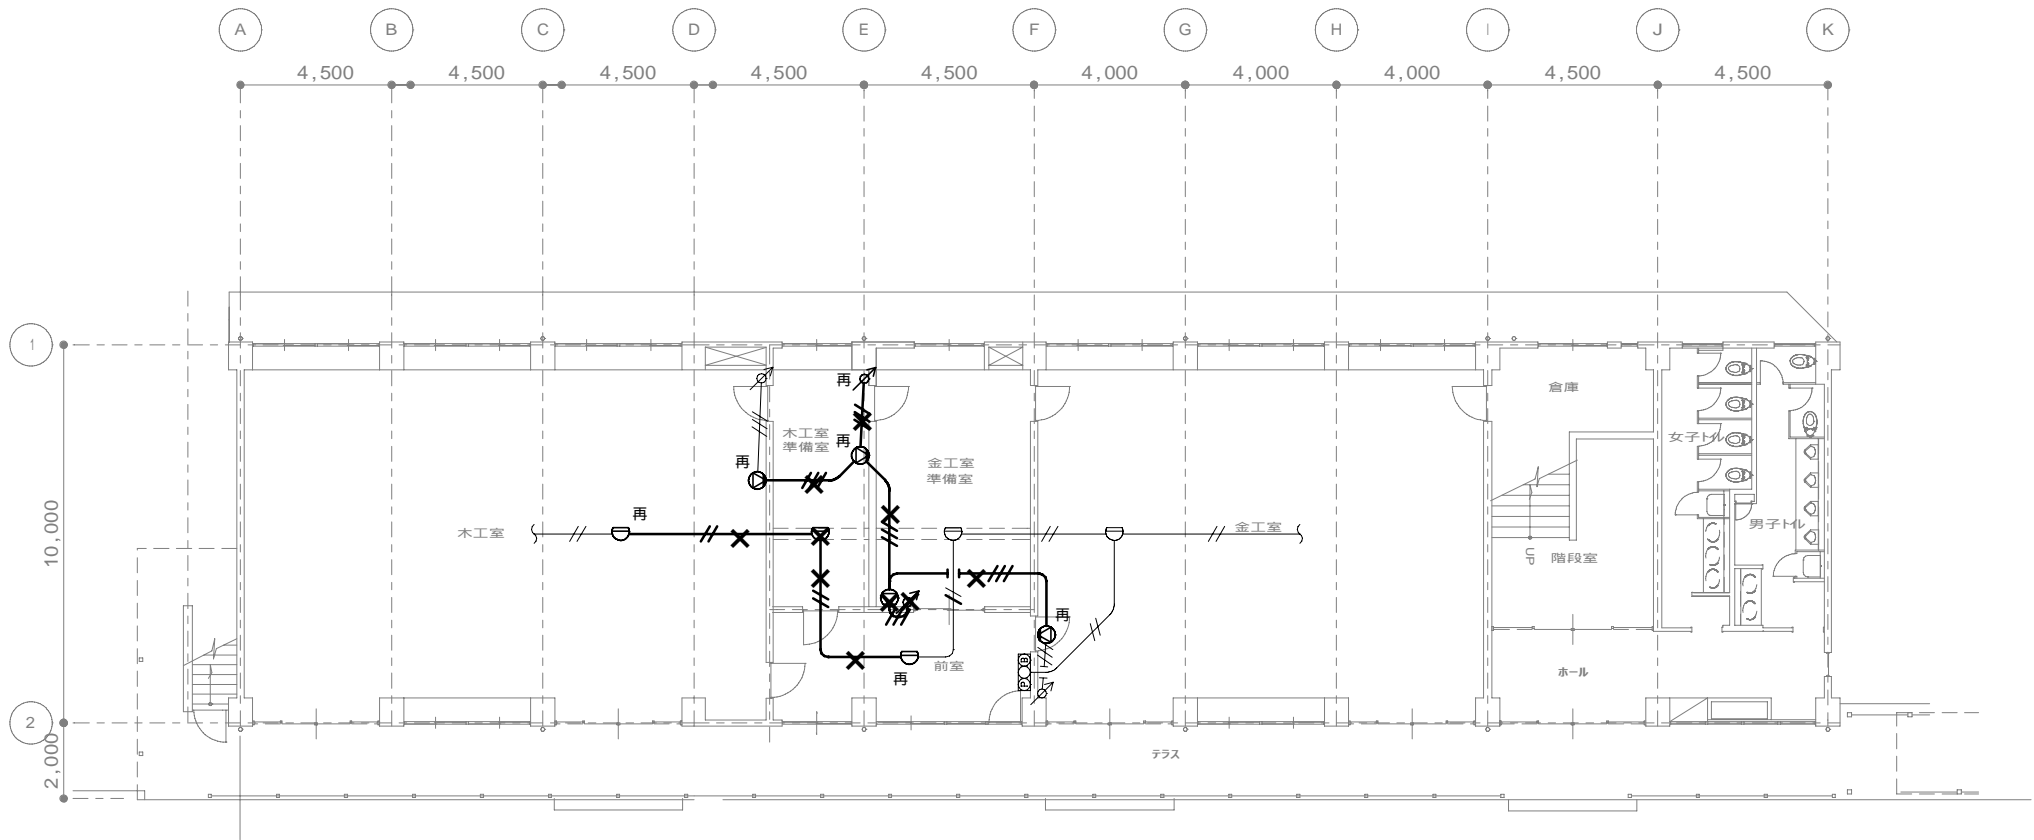 A B C D E F G H I J K
4,500 4,500 4,500 4,500 4,500 4,000 4,000 4,000 4,500 4,500
1
再
倉庫
木工室
準備室
再
女子トイレ
再
金工室
準備室
10,000
再
木工室
金工室
男子トイレ
UP
階段室
再
前室
B
P
再
ホール
2
2,000
テラス